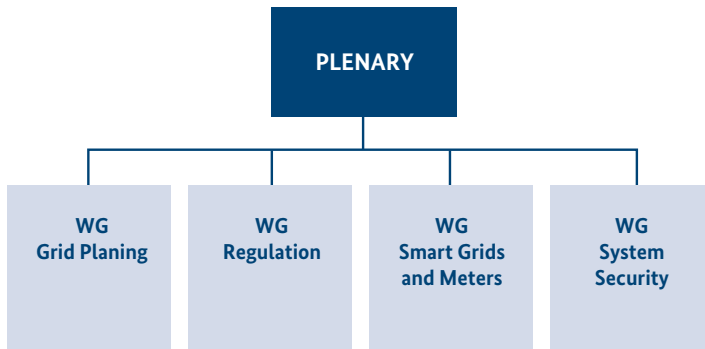 PLENARY
WG
Grid Planing
WG
Regulation
WG
Smart Grids
and Meters
WG
System
Security